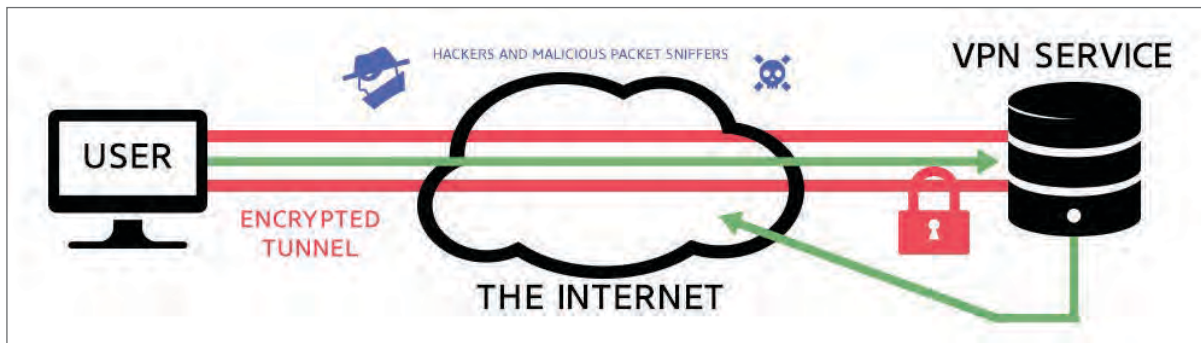 HACKERS AND MALICIOUS PACKET SNIFFERS
VPN SERVICE
USER
ENCRYPTED
TUNNEL
THE INTERNET